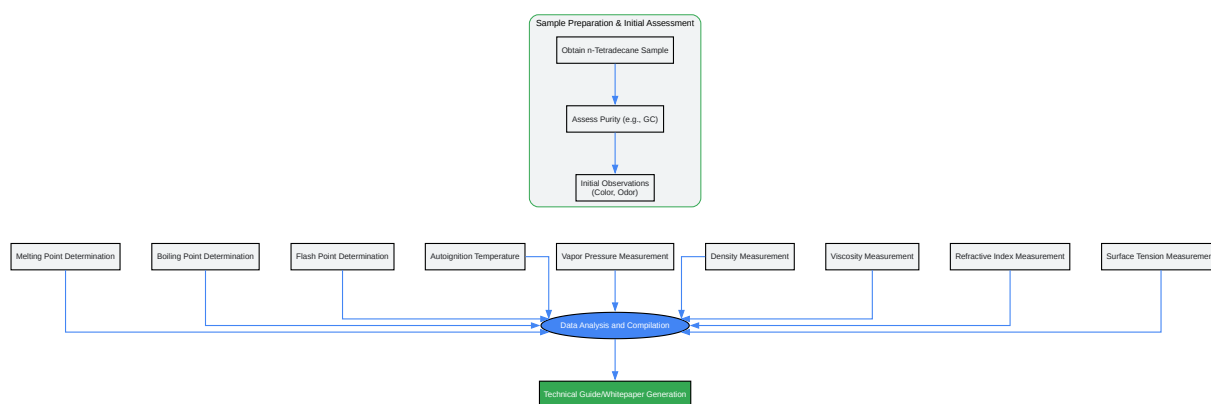 Sample Preparation & Initial Assessment
Obtain n-Tetradecane Sample
Assess Purity (e.g., GC)
Initial Observations
(Color, Odor)
Melting Point Determination
Boiling Point Determination
Flash Point Determination
Autoignition Temperature
Vapor Pressure Measurement
Density Measurement
Viscosity Measurement
Refractive Index Measurement
Surface Tension Measurement
Data Analysis and Compilation
Technical Guide/Whitepaper Generation